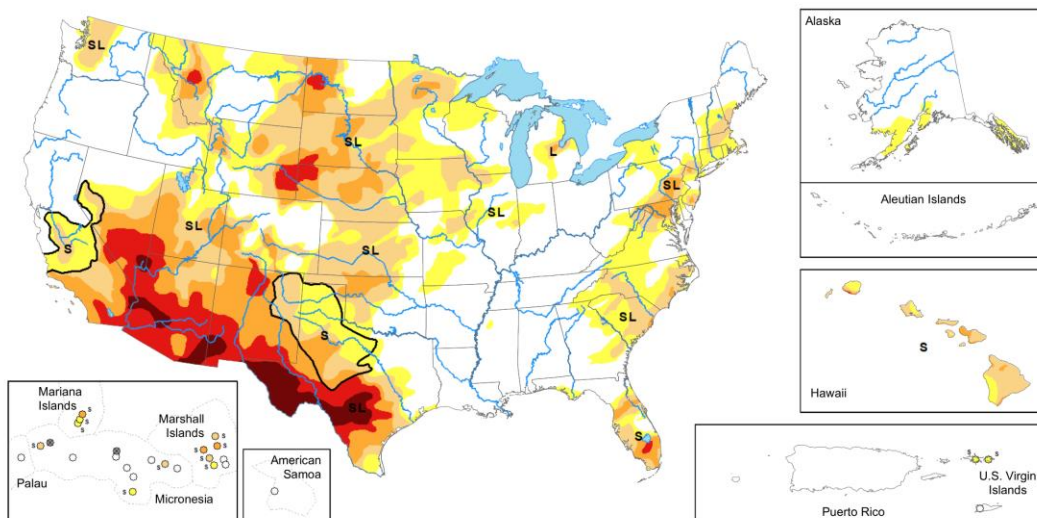 SL
SL
L
SL
SL
SL
S
SL
SL
S
SL
S
Alaska
Aleutian Islands
S
Hawaii
Mariana
Islands
S
S
Marshall
Islands
S
S
S
S
S
S
S
S
Palau
Micronesia
American
Samoa
S
S
U.S. Virgin
Islands
Puerto Rico